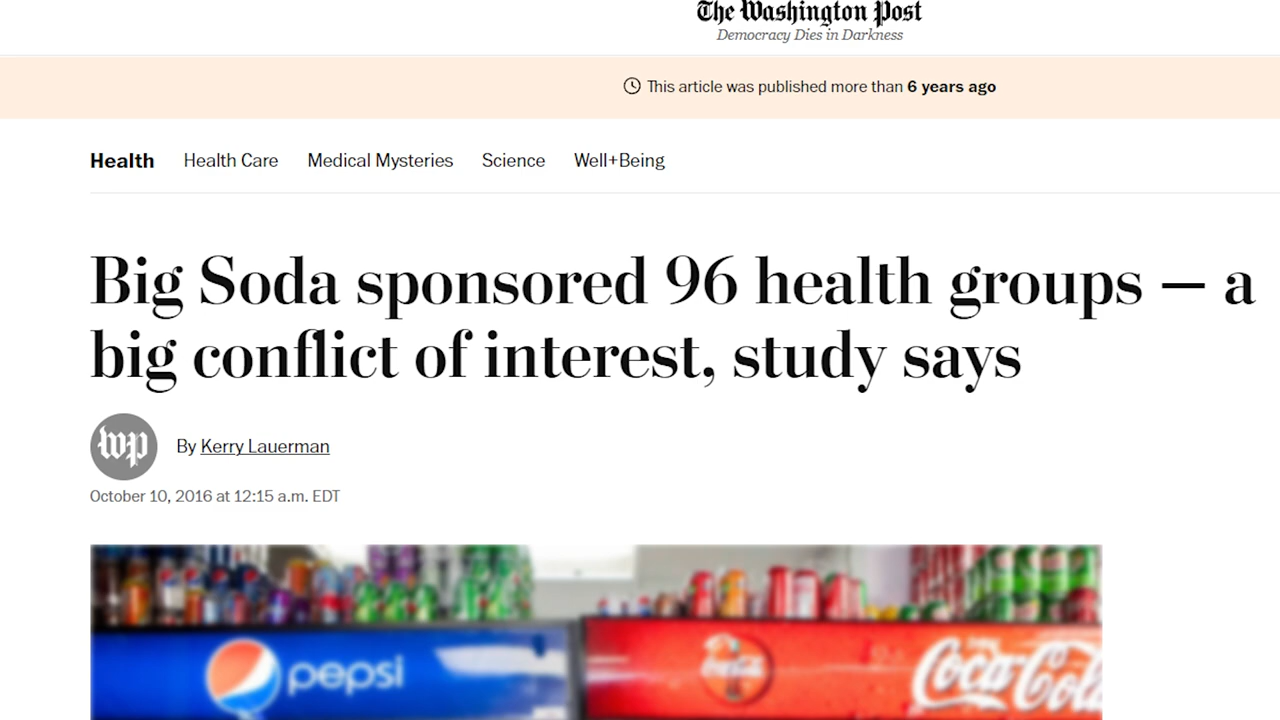 The Washington Post
Democracy Dies in Darkness
This article was published more than 6 years ago
Health Health Care Medical Mysteries Science Well+Being
Big Soda sponsored 96 health groups — a
big conflict of interest, study says
wp
By Kerry Lauerman
October 10, 2016 at 12:15 a.m. EDT
pepsi
Coca-Cola
Coca-Cola